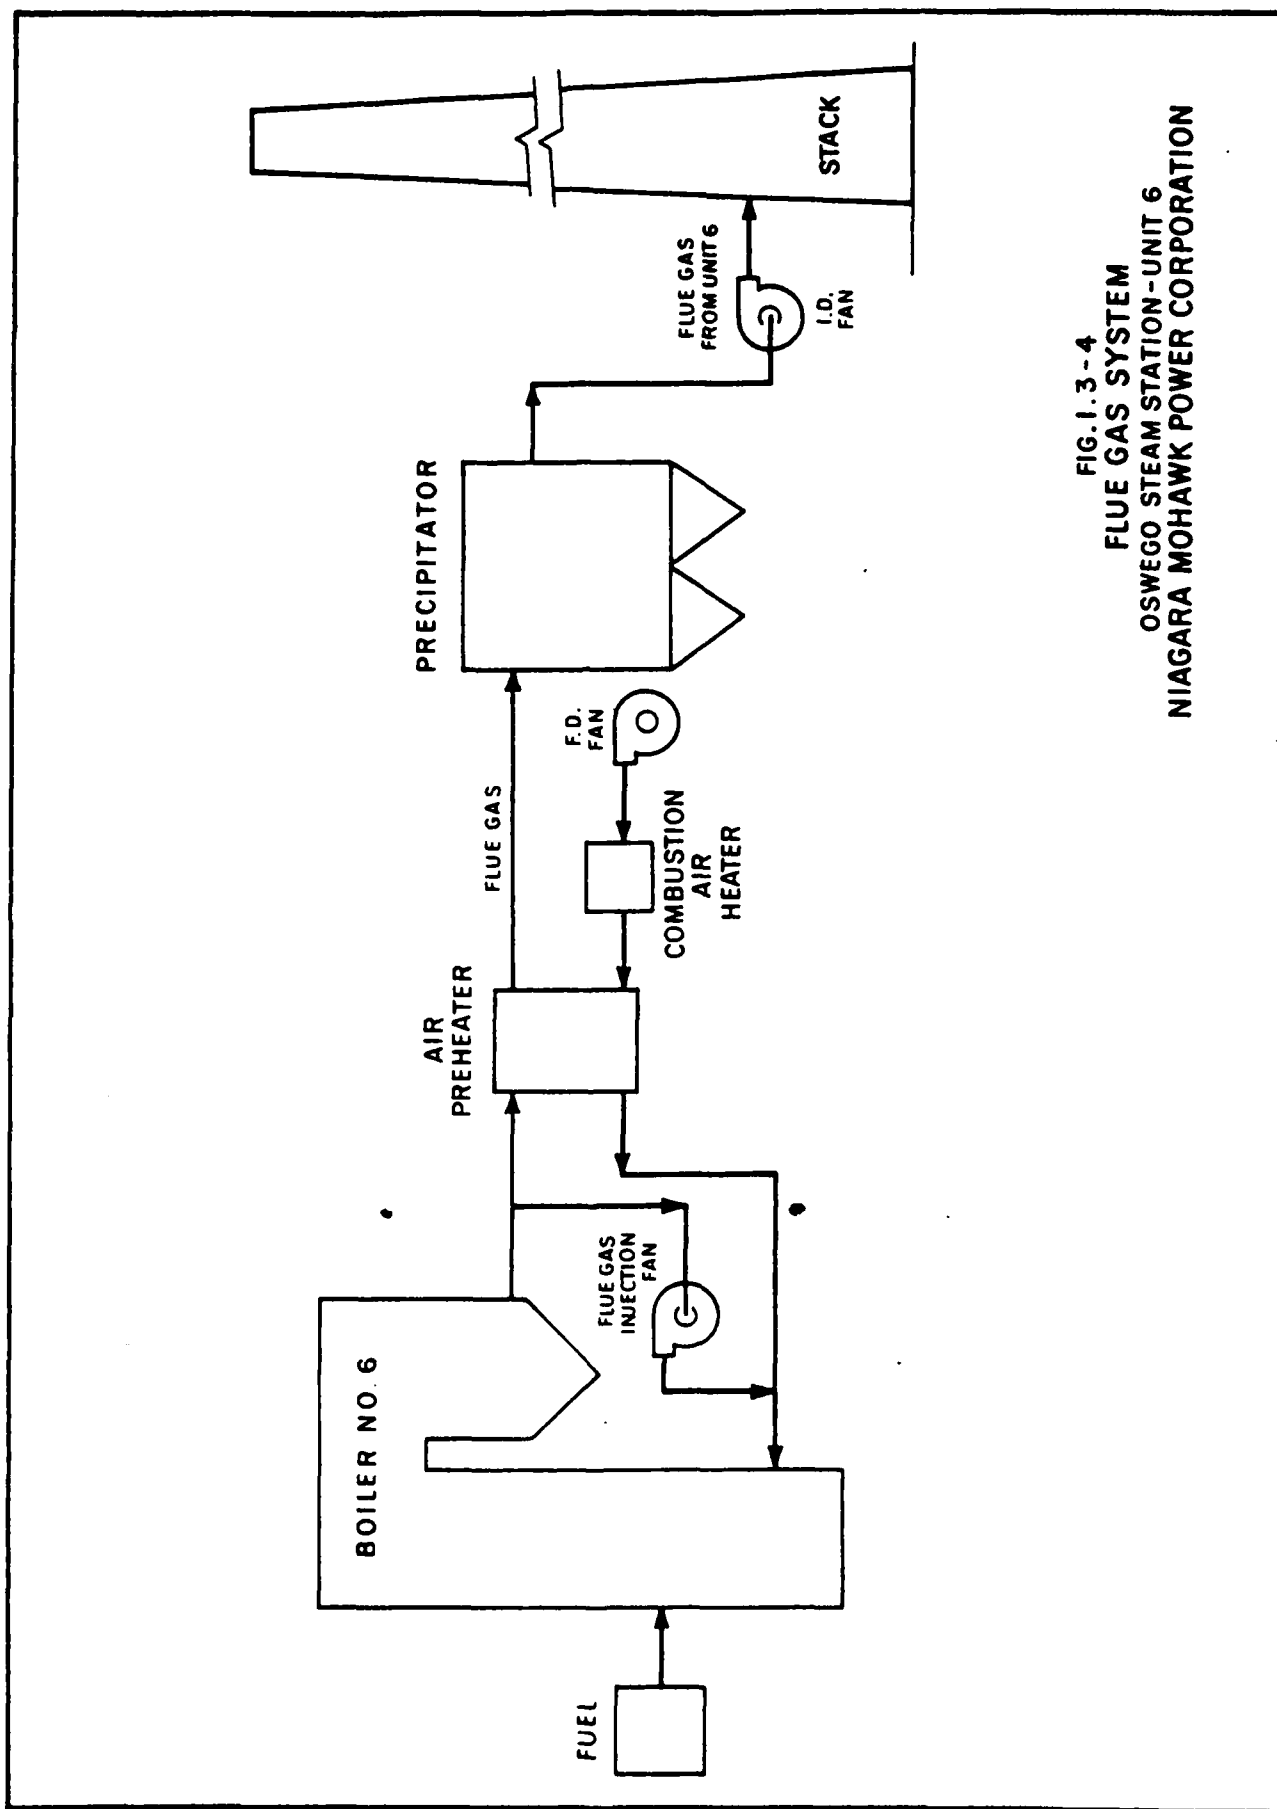 FUEL
BOILER NO. 6
FLUE GAS
INJECTION
FAN
AIR
PREHEATER
FLUE GAS
COMBUSTION
AIR
HEATER
F.D.
FAN
PRECIPITATOR
FLUE GAS
FROM UNIT 6
I.D.
FAN
STACK
FIG. 1.3-4
FLUE GAS SYSTEM
OSWEGO STEAM STATION-UNIT 6
NIAGARA MOHAWK POWER CORPORATION